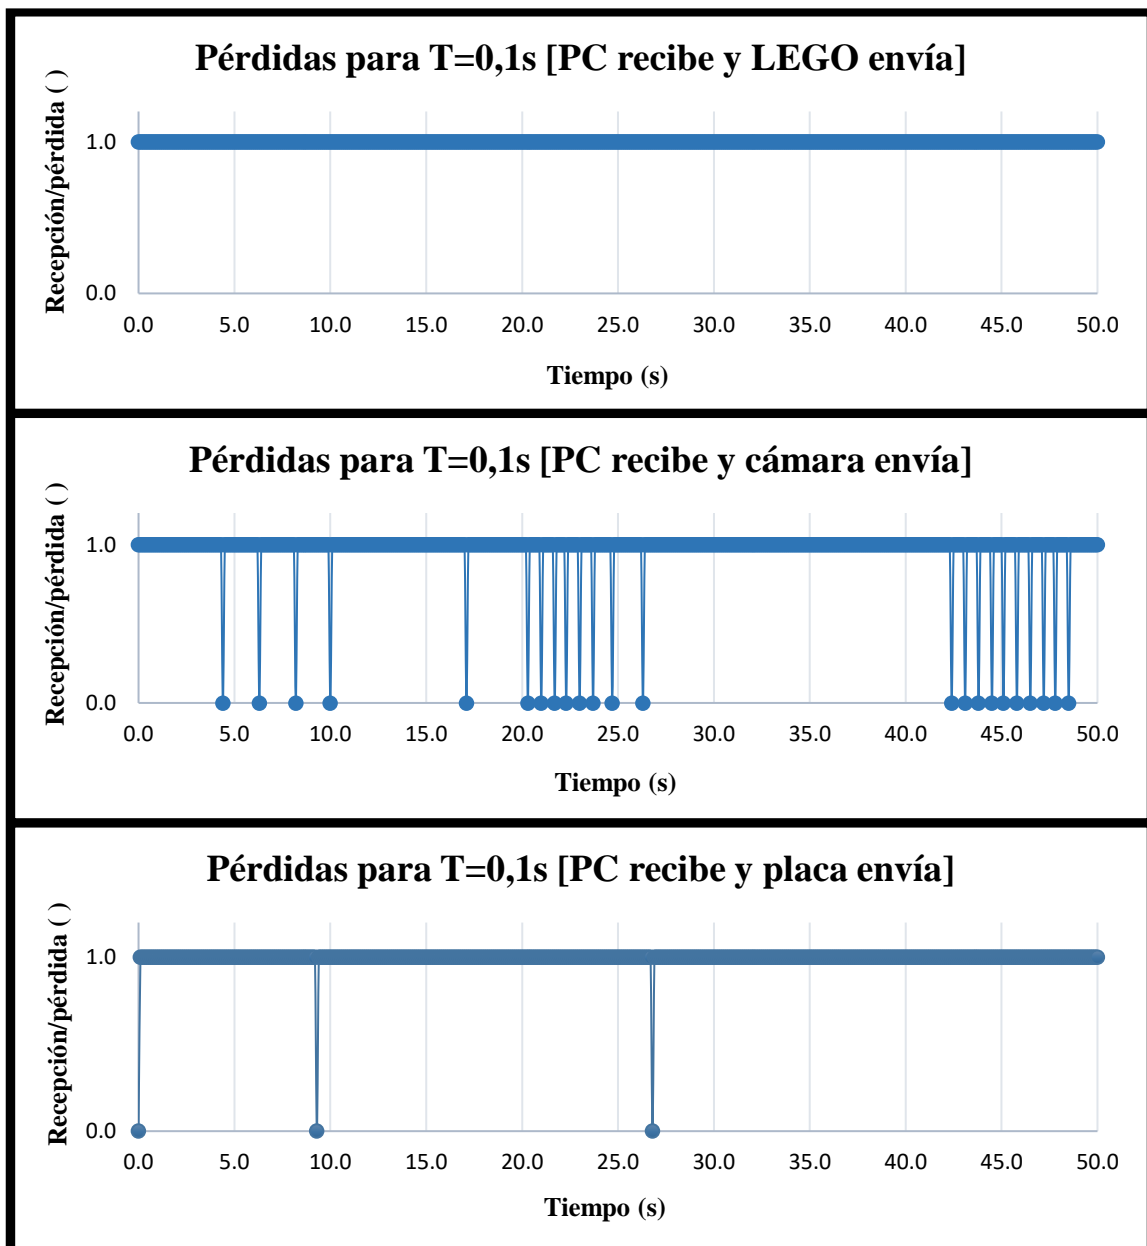 Pérdidas para T=0,1s [PC recibe y LEGO envía]
Recepción/pérdida ( )
1.0
0.0
0.0 5.0 10.0 15.0 20.0 25.0 30.0 35.0 40.0 45.0 50.0
Tiempo (s)
Pérdidas para T=0,1s [PC recibe y cámara envía]
Recepción/pérdida ( )
1.0
0.0
0.0 5.0 10.0 15.0 20.0 25.0 30.0 35.0 40.0 45.0 50.0
Tiempo (s)
Pérdidas para T=0,1s [PC recibe y placa envía]
Recepción/pérdida ( )
1.0
0.0
0.0 5.0 10.0 15.0 20.0 25.0 30.0 35.0 40.0 45.0 50.0
Tiempo (s)